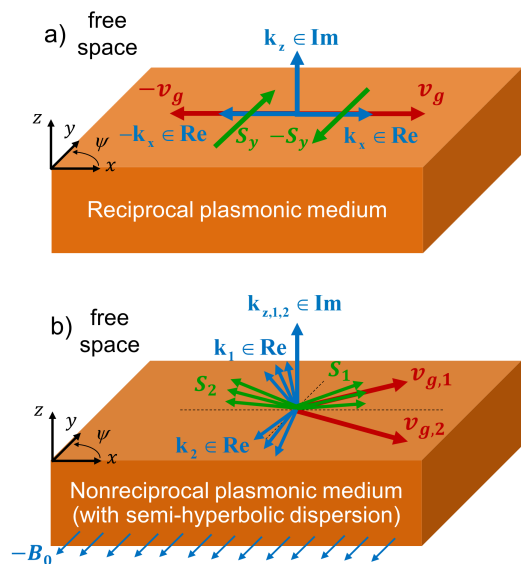 a) free
space
k_z ∈ Im
−v_g
v_g
−k_x ∈ Re
S_y
−S_y
k_x ∈ Re
z
y
ψ
x
Reciprocal plasmonic medium
b) free
space
k_z,1,2 ∈ Im
k_1 ∈ Re
S_2
S_1
v_g,1
k_2 ∈ Re
v_g,2
z
y
ψ
x
Nonreciprocal plasmonic medium
(with semi-hyperbolic dispersion)
−B_0